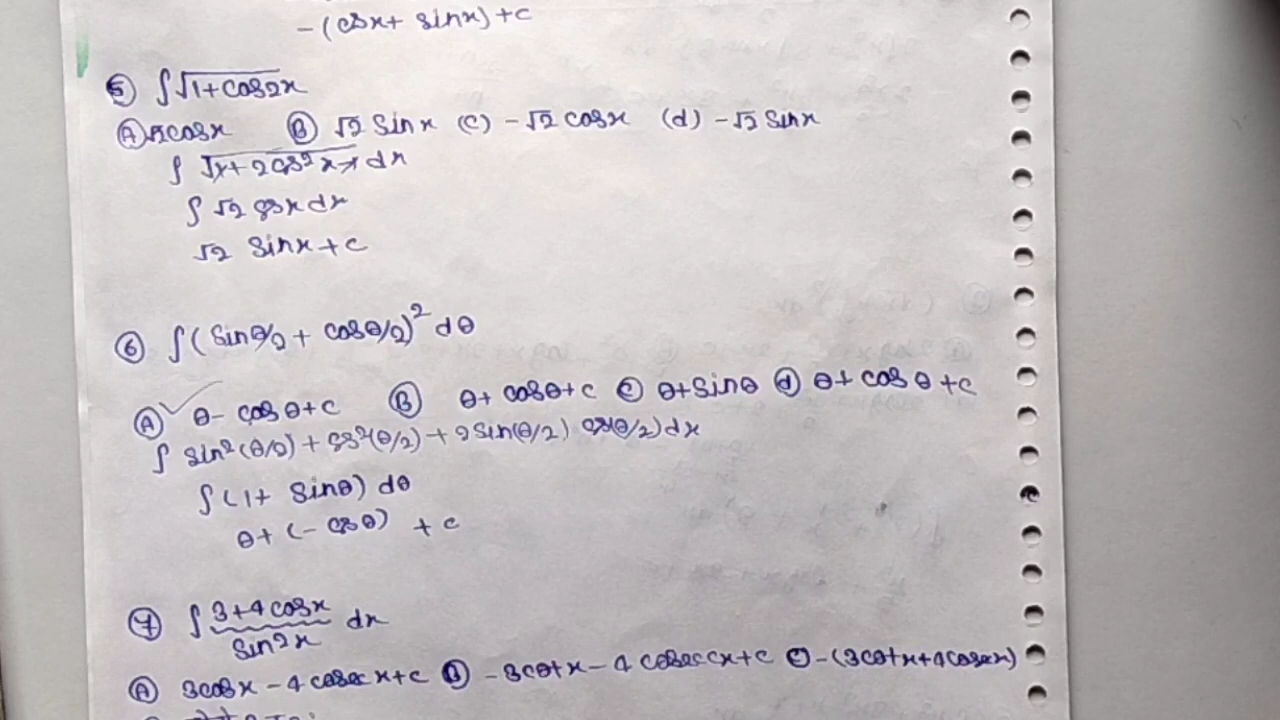 - (cosx + sinx) + c
⑤ ∫√1+cos2x
Ⓐ √2cosx Ⓑ √2 sinx (C) -√2 cosx (d) -√2 sinx
∫ √1+2cos²x-1 dx
∫ √2 cosx dx
√2 sinx + c
⑥ ∫(sinθ/2 + cosθ/2)² dθ
Ⓐ θ- cosθ+c Ⓑ θ+ cosθ+c Ⓒ θ+sinθ ⓓ θ+ cosθ+c
∫ sin²(θ/2) + cos²(θ/2) + 2sin(θ/2) cos(θ/2) dx
∫(1+ sinθ) dθ
θ+ (- cosθ) + c
⑦ ∫ 3+4cosx / sin²x dx
Ⓐ 3cosx - 4cosecx+c Ⓑ -3cotx - 4 cosecx+c Ⓒ -(3cotx+4cosecx)